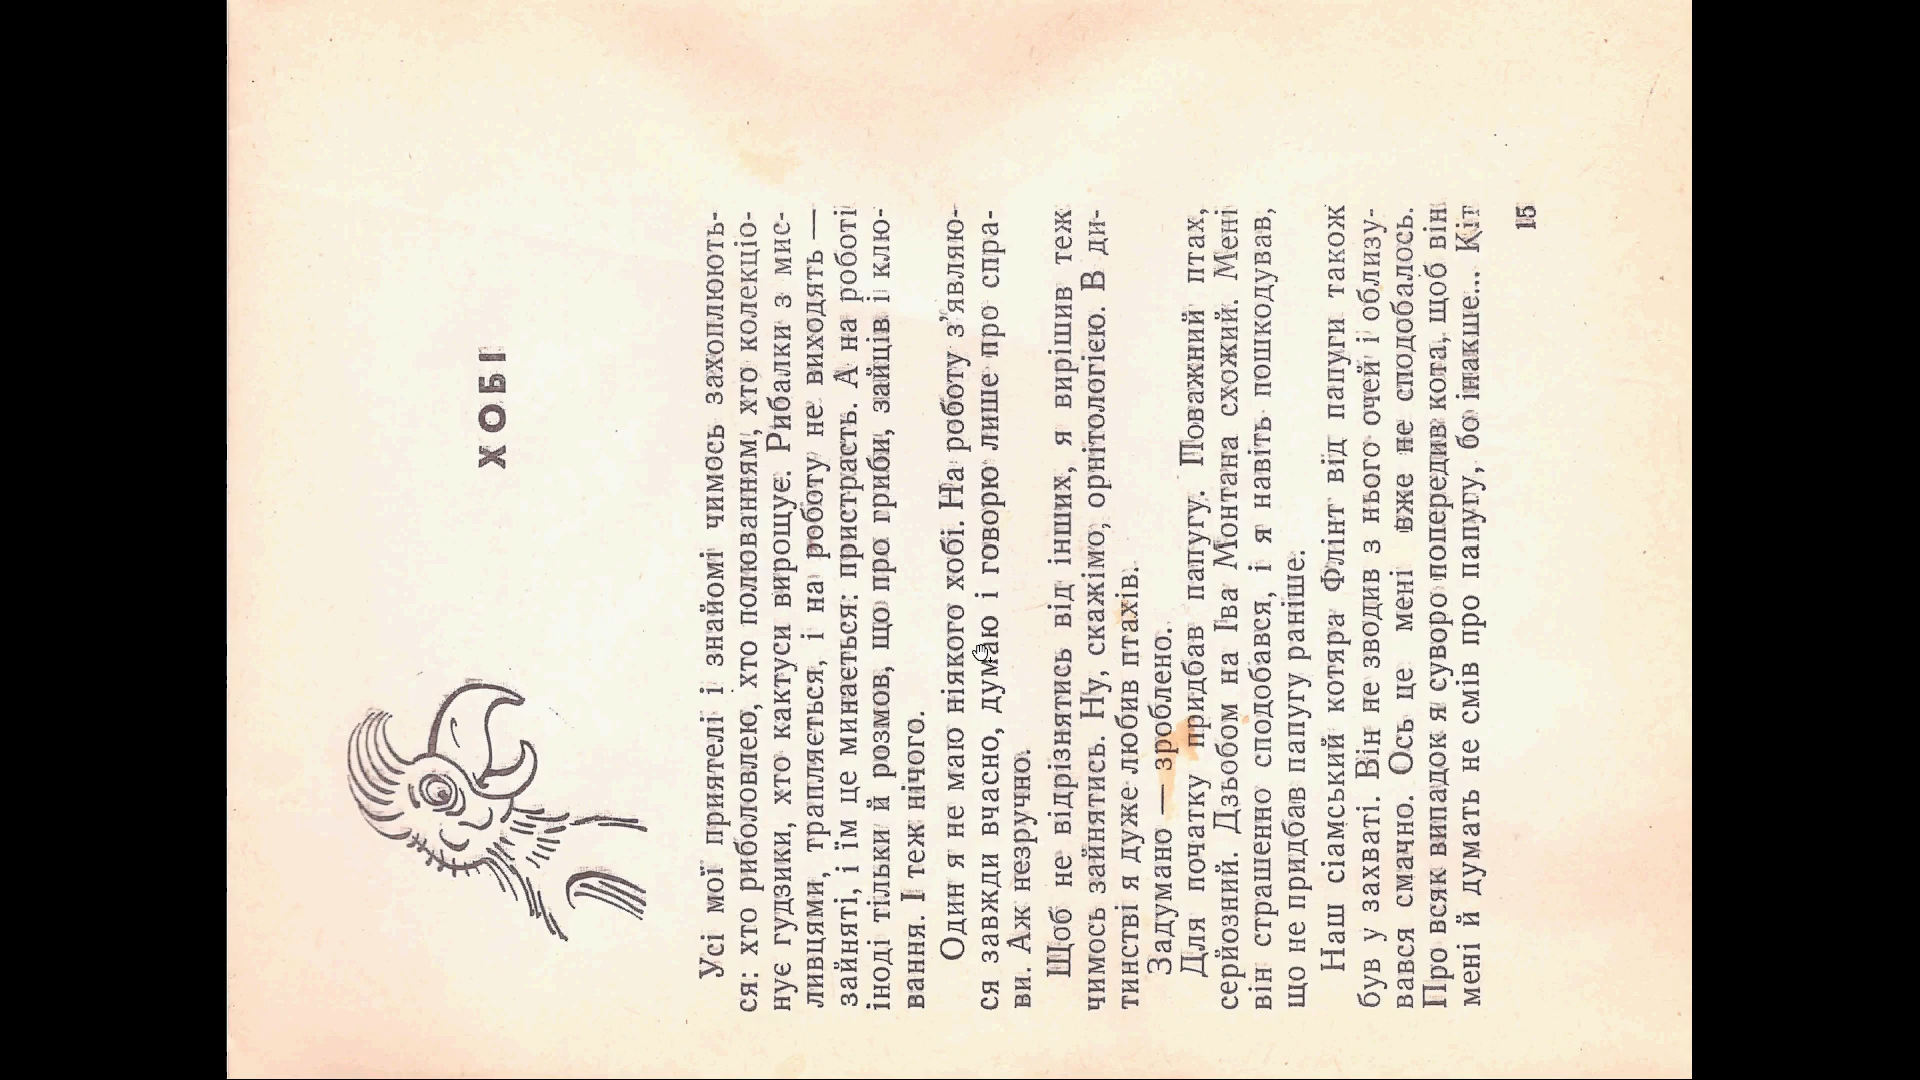 ХОБІ
Усі мої приятелі і знайомі чимось захоплюють-
ся: хто риболовлею, хто полюванням, хто колекціо-
нує гудзики, хто кактуси вирощує. Рибалки з мис-
ливцями, трапляється, і на роботу не виходять —
зайняті, і їм це минається: пристрасть. А на роботі
іноді тільки й розмов, що про гриби, зайців і клю-
вання. І теж нічого.
Один я не маю ніякого хобі. На роботу з'являю-
ся завжди вчасно, думаю і говорю лише про спра-
ви. Аж незручно.
Щоб не відрізнятись від інших, я вирішив теж
чимось зайнятись. Ну, скажімо, орнітологією. В ди-
тинстві я дуже любив птахів.
Задумано — зроблено.
Для початку придбав папугу. Поважний птах,
серйозний. Дзьобом на Іва Монтана схожий. Мені
він страшенно сподобався, і я навіть пошкодував,
що не придбав папугу раніше.
Наш сіамський котяра Флінт від папуги також
був у захваті. Він не зводив з нього очей і облизу-
вався смачно. Ось це мені вже не сподобалось.
Про всяк випадок я суворо попередив кота, щоб він
мені й думать не смів про папугу, бо інакше... Кіт
15